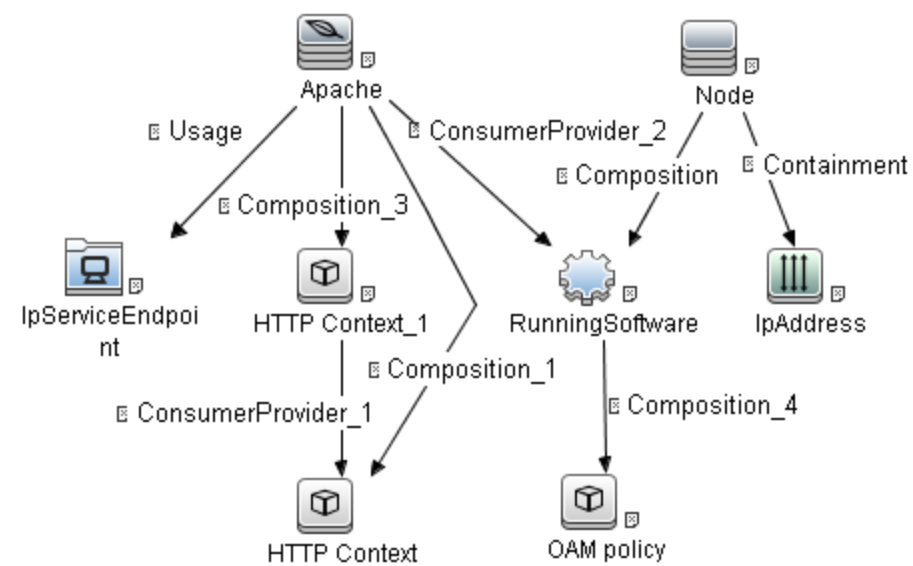 Apache
Node
Usage
ConsumerProvider_2
Containment
Composition
Composition_3
IpServiceEndpoi
nt
HTTP Context_1
RunningSoftware
IpAddress
Composition_1
ConsumerProvider_1
Composition_4
HTTP Context
OAM policy